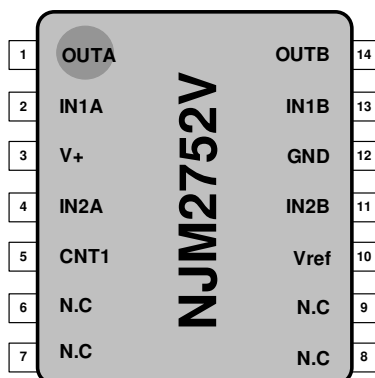 1 OUTA OUTB 14
2 IN1A IN1B 13
3 V+ GND 12
4 IN2A IN2B 11
5 CNT1 Vref 10
6 N.C N.C 9
7 N.C N.C 8
NJM2752V